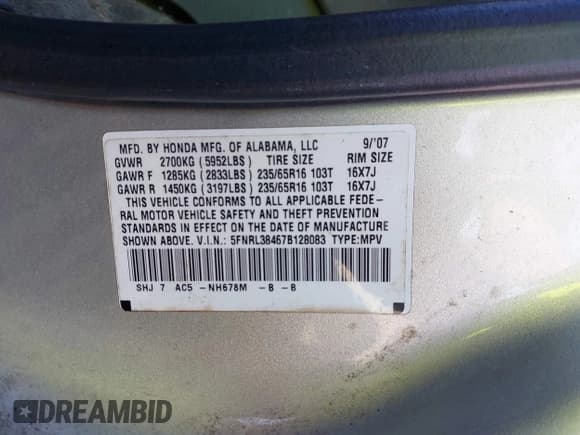 MFD. BY HONDA MFG. OF ALABAMA, LLC 9/'07
GVWR 2700KG (5952LBS) TIRE SIZE RIM SIZE
GAWR F 1285KG (2833LBS) 235/65R16 103T 16X7J
GAWR R 1450KG (3197LBS) 235/65R16 103T 16X7J
THIS VEHICLE CONFORMS TO ALL APPLICABLE FEDE-
RAL MOTOR VEHICLE SAFETY AND THEFT PREVENTION
STANDARDS IN EFFECT ON THE DATE OF MANUFACTURE
SHOWN ABOVE. V.I.N.: 5FNRL38467B128083 TYPE:MPV
SHJ 7 AC5 -NH678M -B -B
DREAMBID